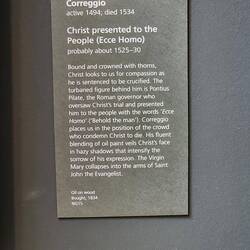 Correggio
active 1494; died 1534
Christ presented to the
People (Ecce Homo)
probably about 1525–30
Bound and crowned with thorns,
Christ looks to us for compassion as
he is sentenced to be crucified. The
turbaned figure behind him is Pontius
Pilate, the Roman governor who
oversaw Christ's trial and presented
him to the people with the words 'Ecce
Homo' ('Behold the man'). Correggio
places us in the position of the crowd
who condemn Christ to die. His fluent
blending of oil paint veils Christ's face
in hazy shadows that intensify the
sorrow of his expression. The Virgin
Mary collapses into the arms of Saint
John the Evangelist.
Oil on wood
Bought, 1834
NG15